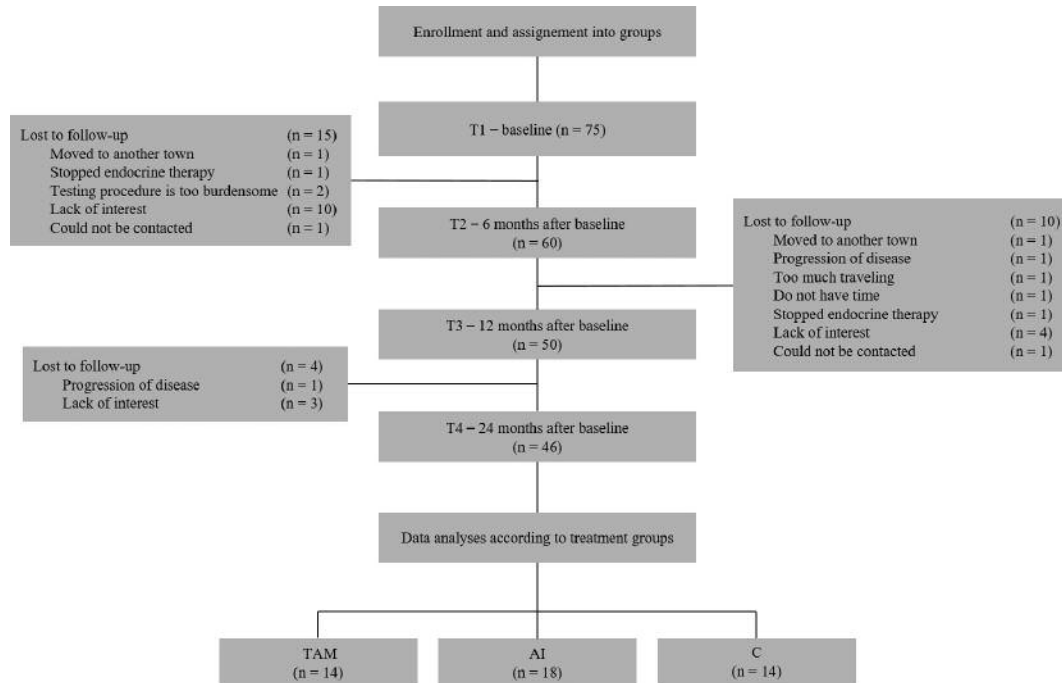 Enrollment and assignement into groups
T1 – baseline (n = 75)
Lost to follow-up (n = 15)
Moved to another town (n = 1)
Stopped endocrine therapy (n = 1)
Testing procedure is too burdensome (n = 2)
Lack of interest (n = 10)
Could not be contacted (n = 1)
T2 – 6 months after baseline
(n = 60)
Lost to follow-up (n = 10)
Moved to another town (n = 1)
Progression of disease (n = 1)
Too much traveling (n = 1)
Do not have time (n = 1)
Stopped endocrine therapy (n = 1)
Lack of interest (n = 4)
Could not be contacted (n = 1)
T3 – 12 months after baseline
(n = 50)
Lost to follow-up (n = 4)
Progression of disease (n = 1)
Lack of interest (n = 3)
T4 – 24 months after baseline
(n = 46)
Data analyses according to treatment groups
TAM
(n = 14)
AI
(n = 18)
C
(n = 14)